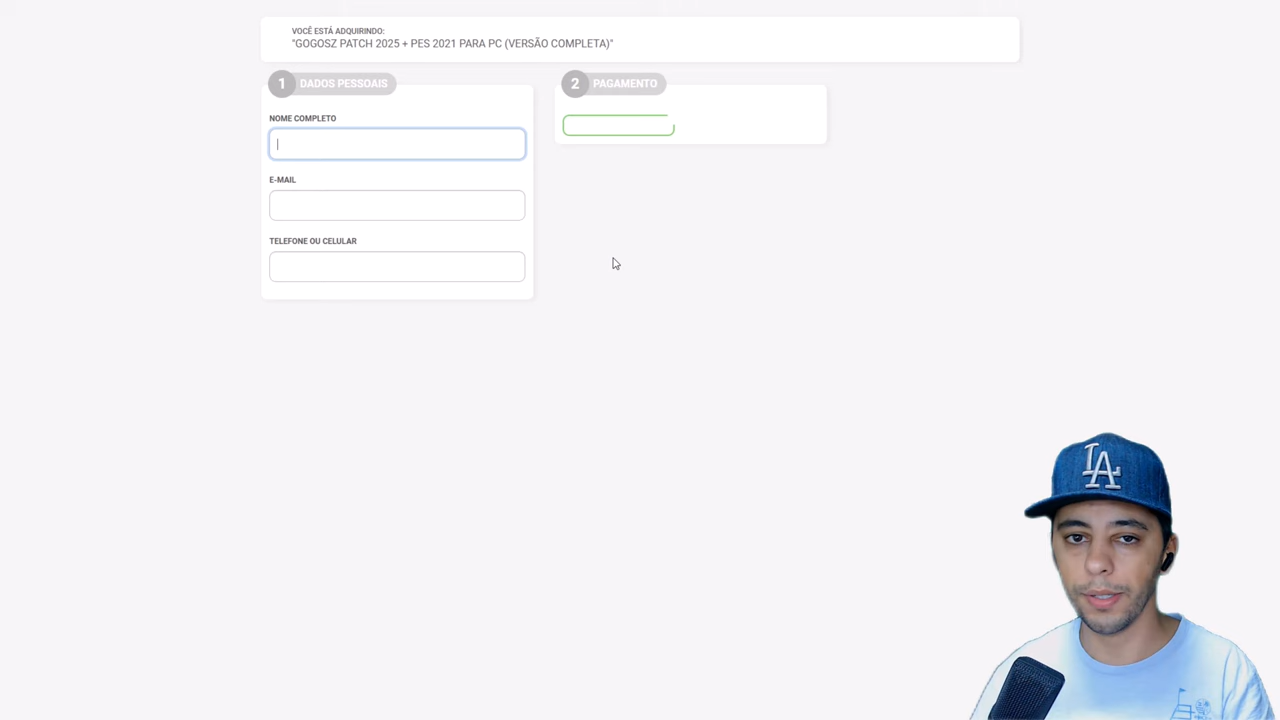 VOCÊ ESTÁ ADQUIRINDO:
"GOGOSZ PATCH 2025 + PES 2021 PARA PC (VERSÃO COMPLETA)"
1 DADOS PESSOAIS
NOME COMPLETO
E-MAIL
TELEFONE OU CELULAR
2 PAGAMENTO
LA